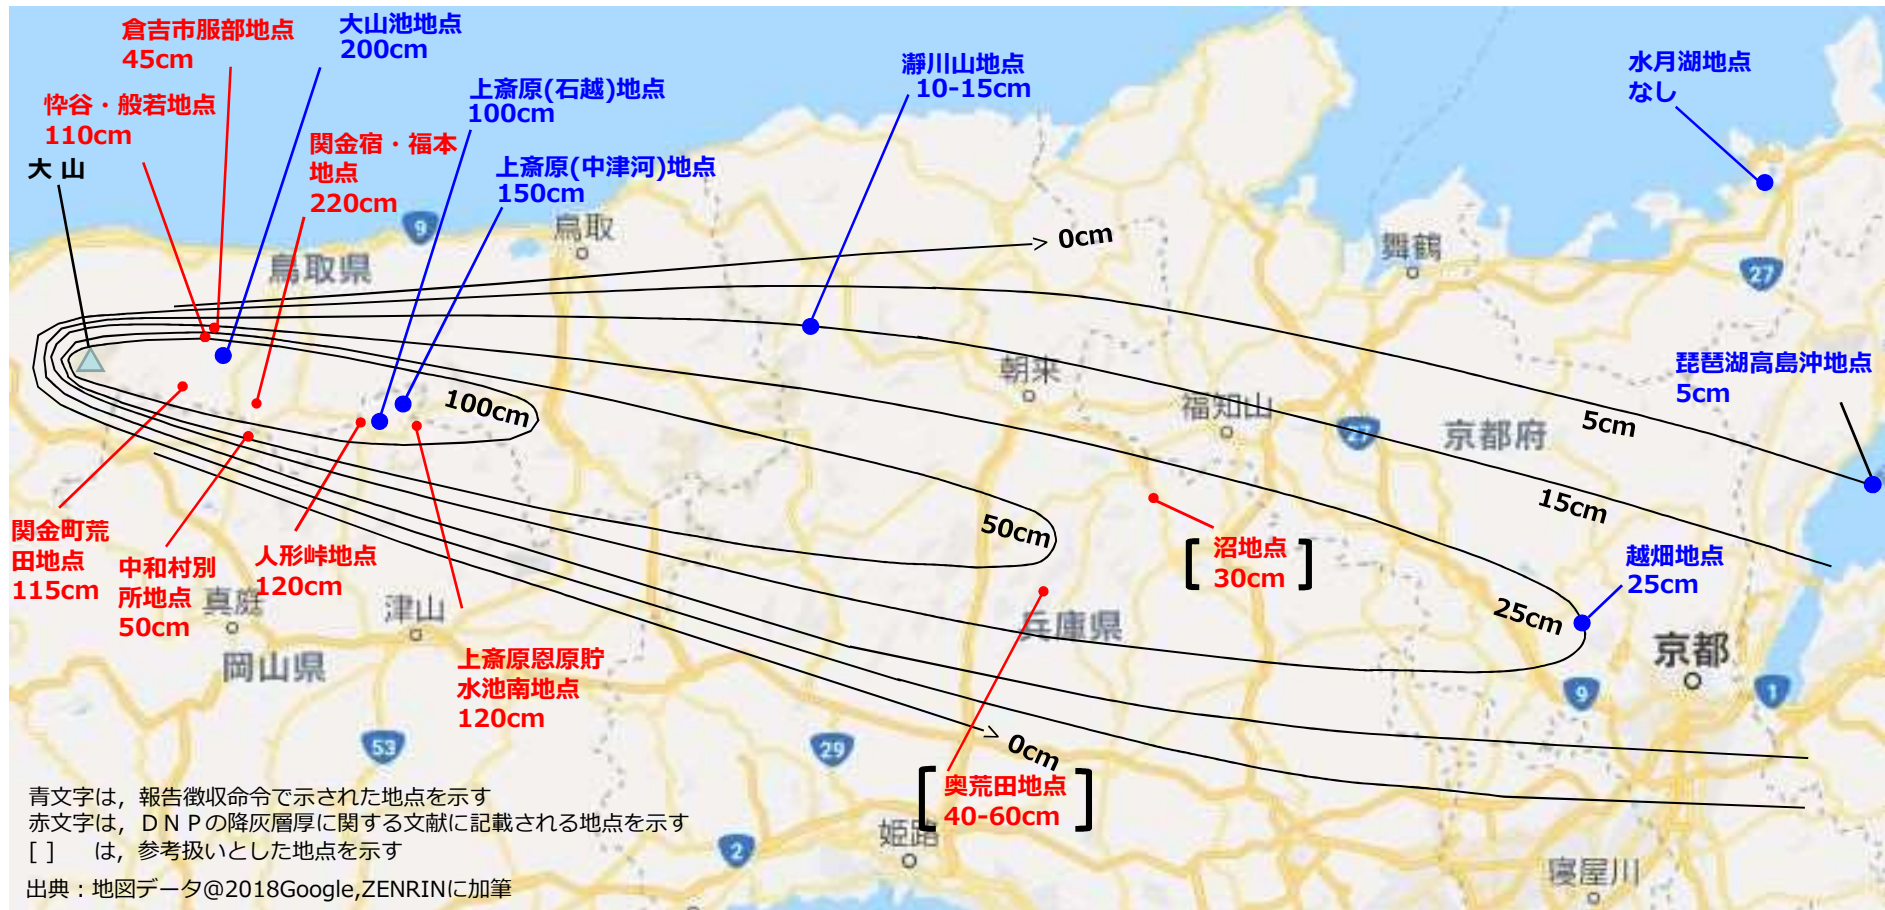 倉吉市服部地点
45cm
大山池地点
200cm
忰谷・般若地点
110cm
大 山
関金宿・福本
地点
220cm
上斎原(石越)地点
100cm
上斎原(中津河)地点
150cm
瀞川山地点
10-15cm
水月湖地点
なし
9
鳥取
鳥取県
> 0cm
舞鶴
27
琵琶湖高島沖地点
5cm
朝来
福知山
27
京都府
100cm
5cm
15cm
50cm
25cm
関金町荒
田地点
115cm
中和村別
所地点
50cm
人形峠地点
120cm
上斎原恩原貯
水池南地点
120cm
[ 沼地点
30cm ]
越畑地点
25cm
真庭
津山
岡山県
兵庫県
京都
9
1
53
29
> 0cm
[ 奥荒田地点
40-60cm ]
姫路
2
寝屋川
青文字は，報告徴収命令で示された地点を示す
赤文字は，ＤＮＰの降灰層厚に関する文献に記載される地点を示す
[ ]　は，参考扱いとした地点を示す
出典：地図データ@2018Google,ZENRINに加筆